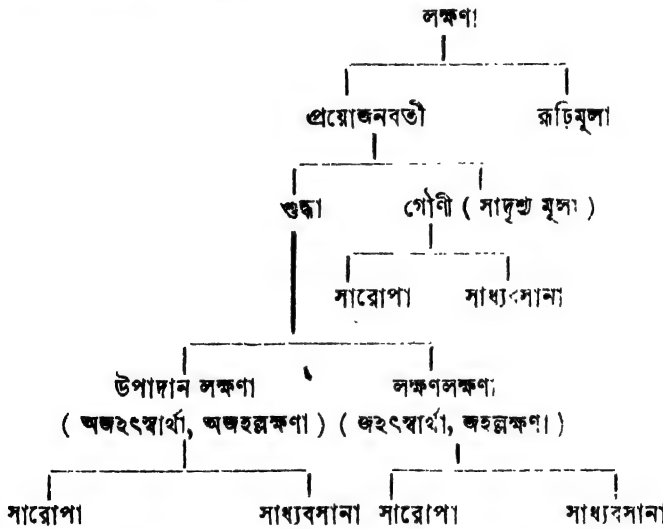 লক্ষণা
প্রয়োজনবতী রূঢ়িমূলা
শুদ্ধা গৌণী ( সাদৃশ্য মূলা )
সারোপা সাধ্যবসানা
উপাদান লক্ষণা লক্ষণলক্ষণা
( অজহৎস্বার্থা, অজহল্লক্ষণা ) ( জহৎস্বার্থা, জহল্লক্ষণা )
সারোপা সাধ্যবসানা সারোপা সাধ্যবসানা